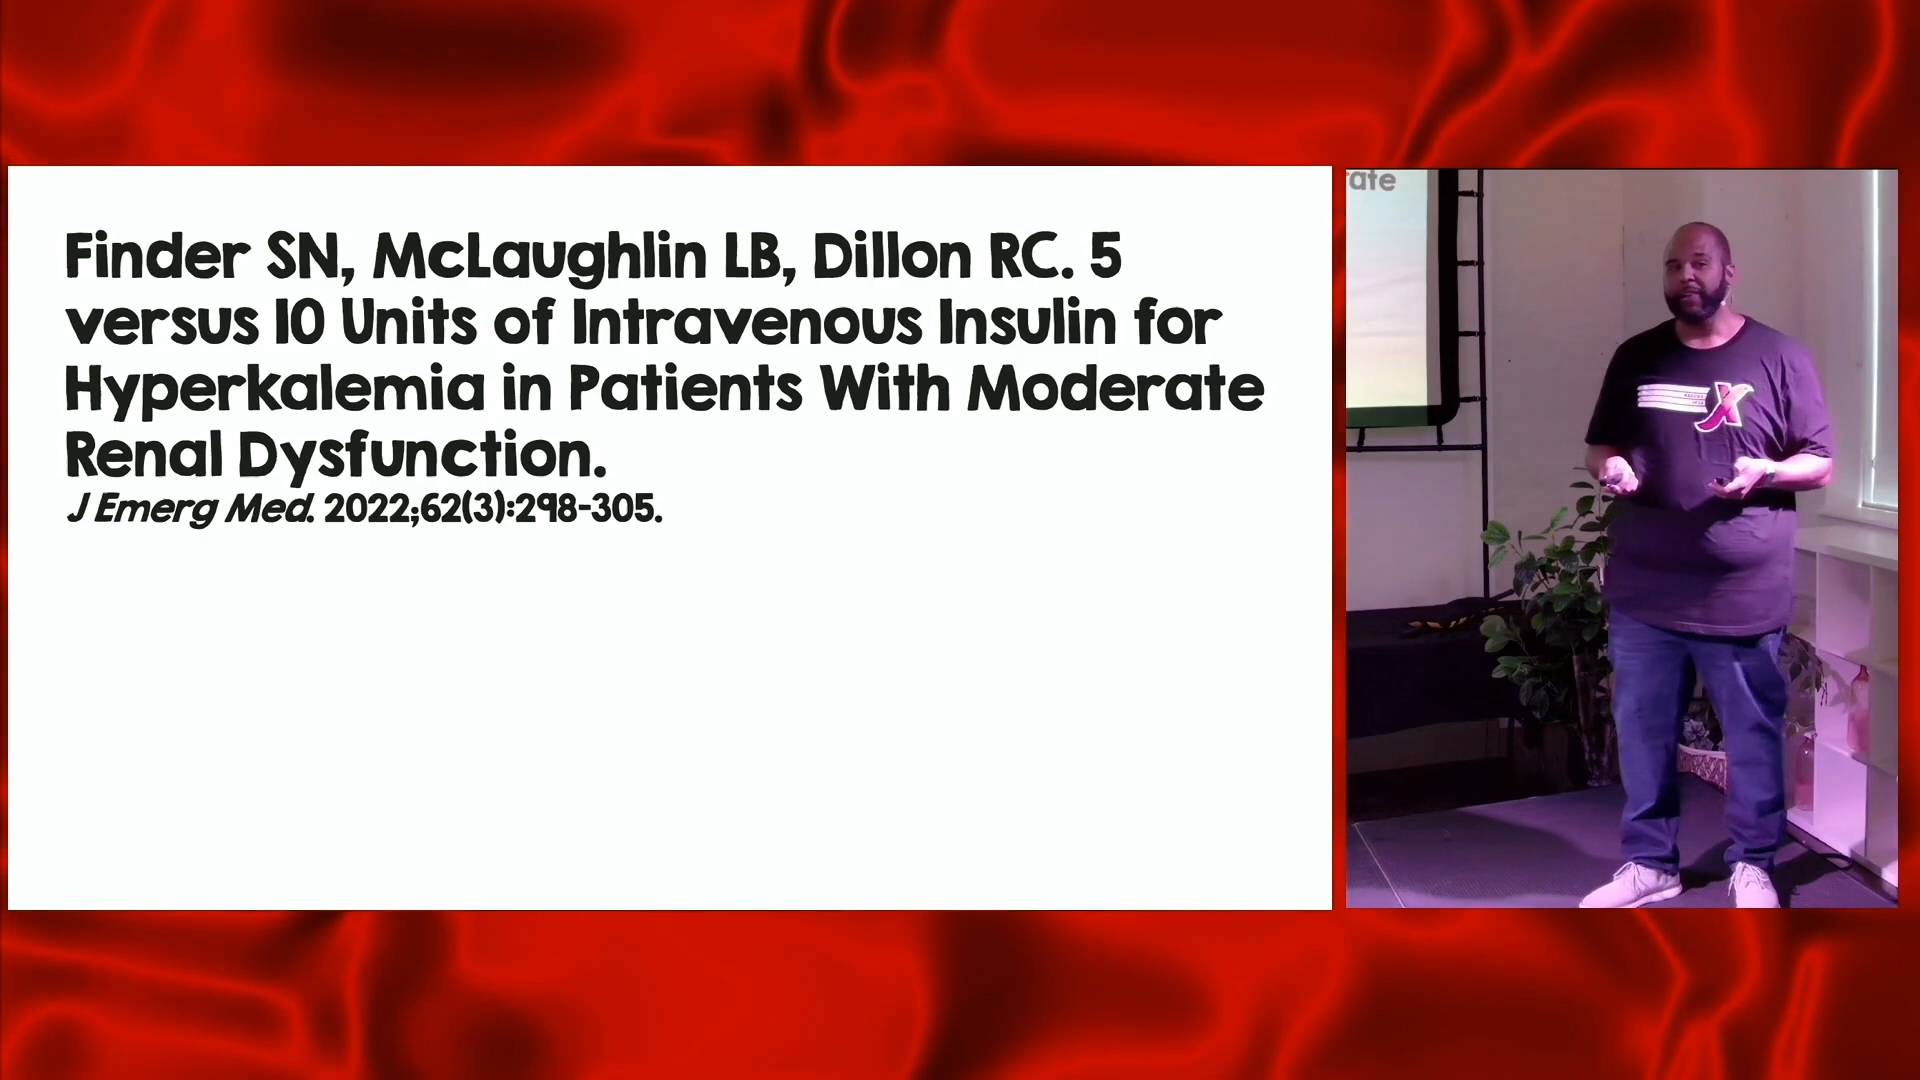 Finder SN, McLaughlin LB, Dillon RC. 5
versus 10 Units of Intravenous Insulin for
Hyperkalemia in Patients With Moderate
Renal Dysfunction.
J Emerg Med. 2022;62(3):298-305.
rate
X